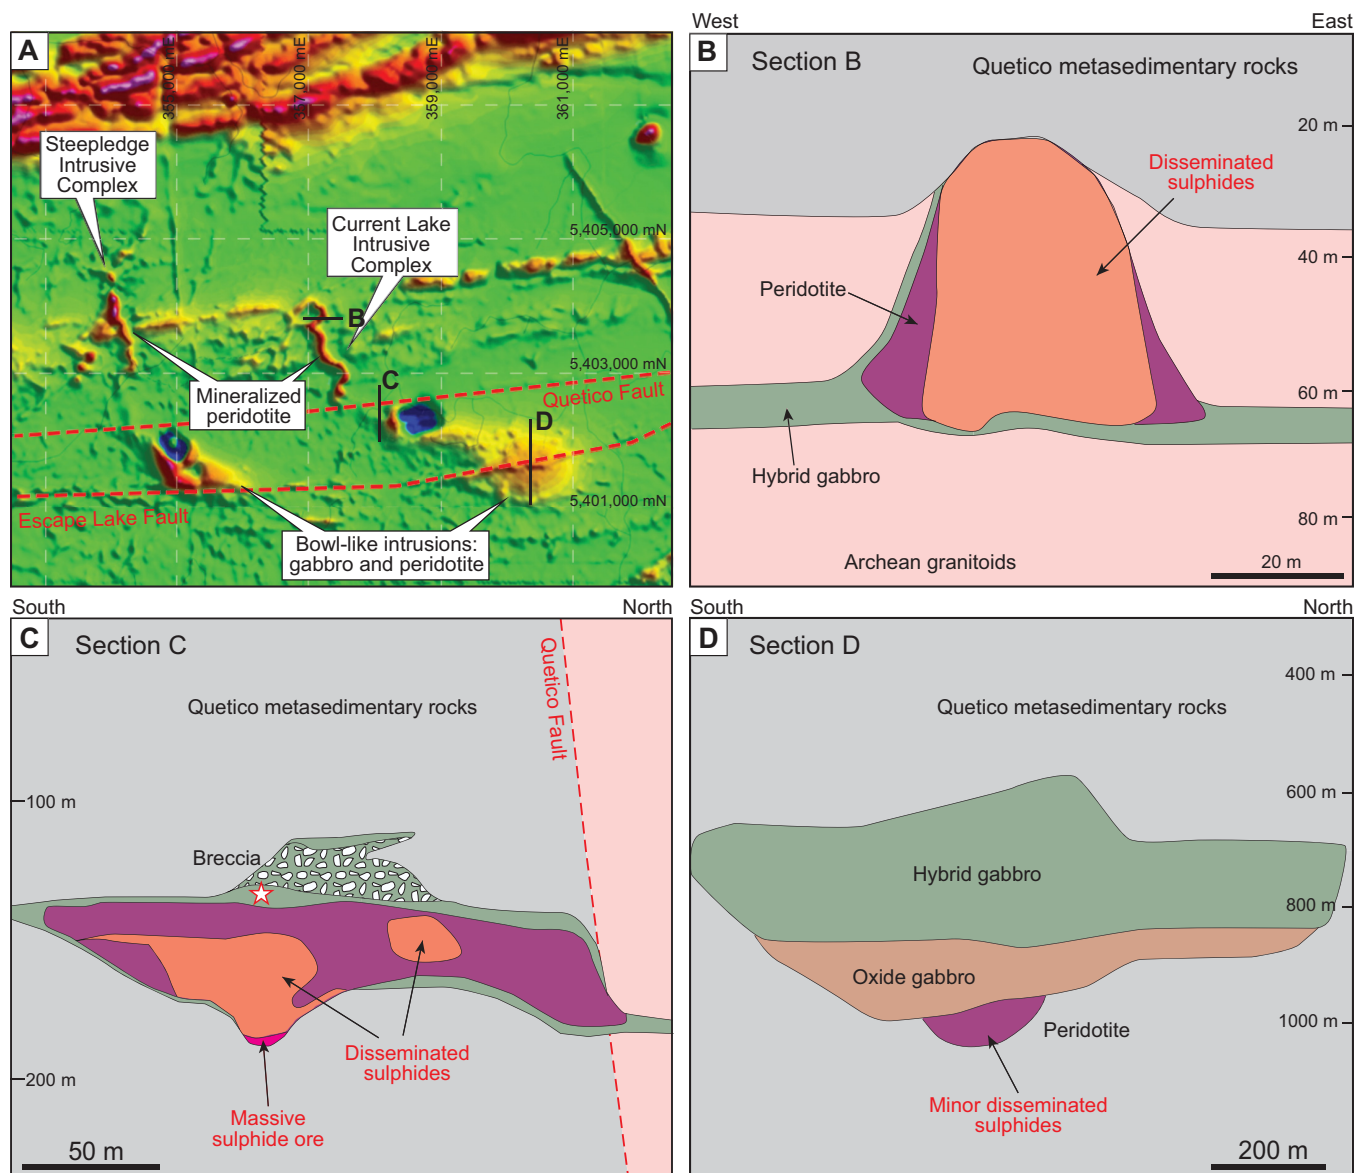 A
355,000 mE
357,000 mE
359,000 mE
361,000 mE
Steepledge
Intrusive
Complex
Current Lake
Intrusive
Complex
5,405,000 mN
B
Mineralized
peridotite
5,403,000 mN
C
Quetico Fault
D
5,401,000 mN
Escape Lake Fault
Bowl-like intrusions:
gabbro and peridotite
West
East
B
Section B
Quetico metasedimentary rocks
20 m
Disseminated
sulphides
40 m
Peridotite
60 m
Hybrid gabbro
80 m
Archean granitoids
20 m
South
North
C
Section C
Quetico Fault
Quetico metasedimentary rocks
100 m
Breccia
Disseminated
sulphides
200 m
Massive
sulphide ore
50 m
South
North
D
Section D
400 m
Quetico metasedimentary rocks
600 m
Hybrid gabbro
800 m
Oxide gabbro
1000 m
Peridotite
Minor disseminated
sulphides
200 m